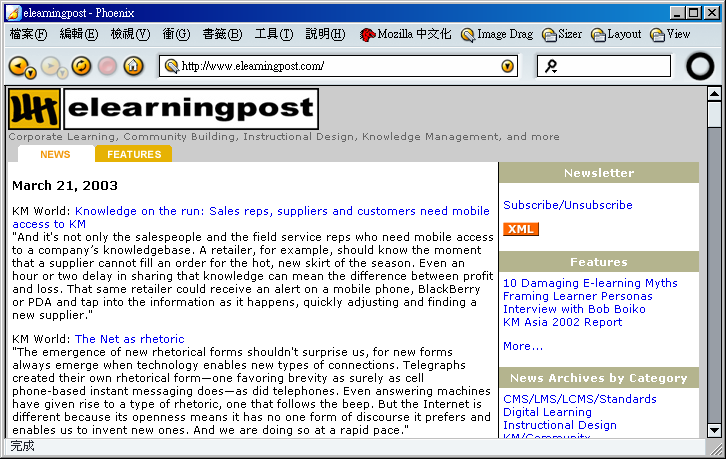 elearningpost - Phoenix
檔案(F) 編輯(E) 檢視(V) 衝(G) 書籤(B) 工具(T) 說明(H) Mozilla 中文化 Image Drag Sizer Layout View
http://www.elearningpost.com/
elearningpost
Corporate Learning, Community Building, Instructional Design, Knowledge Management, and more
NEWS FEATURES
March 21, 2003
KM World: Knowledge on the run: Sales reps, suppliers and customers need mobile
access to KM
"And it's not only the salespeople and the field service reps who need mobile access
to a company's knowledgebase. A retailer, for example, should know the moment
that a supplier cannot fill an order for the hot, new skirt of the season. Even an
hour or two delay in sharing that knowledge can mean the difference between profit
and loss. That same retailer could receive an alert on a mobile phone, BlackBerry
or PDA and tap into the information as it happens, quickly adjusting and finding a
new supplier."
KM World: The Net as rhetoric
"The emergence of new rhetorical forms shouldn't surprise us, for new forms
always emerge when technology enables new types of connections. Telegraphs
created their own rhetorical form—one favoring brevity as surely as cell
phone-based instant messaging does—as did telephones. Even answering machines
have given rise to a type of rhetoric, one that follows the beep. But the Internet is
different because its openness means it has no one form of discourse it prefers and
enables us to invent new ones. And we are doing so at a rapid pace."
Newsletter
Subscribe/Unsubscribe
XML
Features
10 Damaging E-learning Myths
Framing Learner Personas
Interview with Bob Boiko
KM Asia 2002 Report
More...
News Archives by Category
CMS/LMS/LCMS/Standards
Digital Learning
Instructional Design
KM/Community
完成